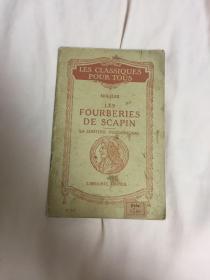 LES CLASSIQUES
POUR TOUS
MOLIÈRE
LES
FOURBERIES
DE SCAPIN
LIBRAIRIE HATIER